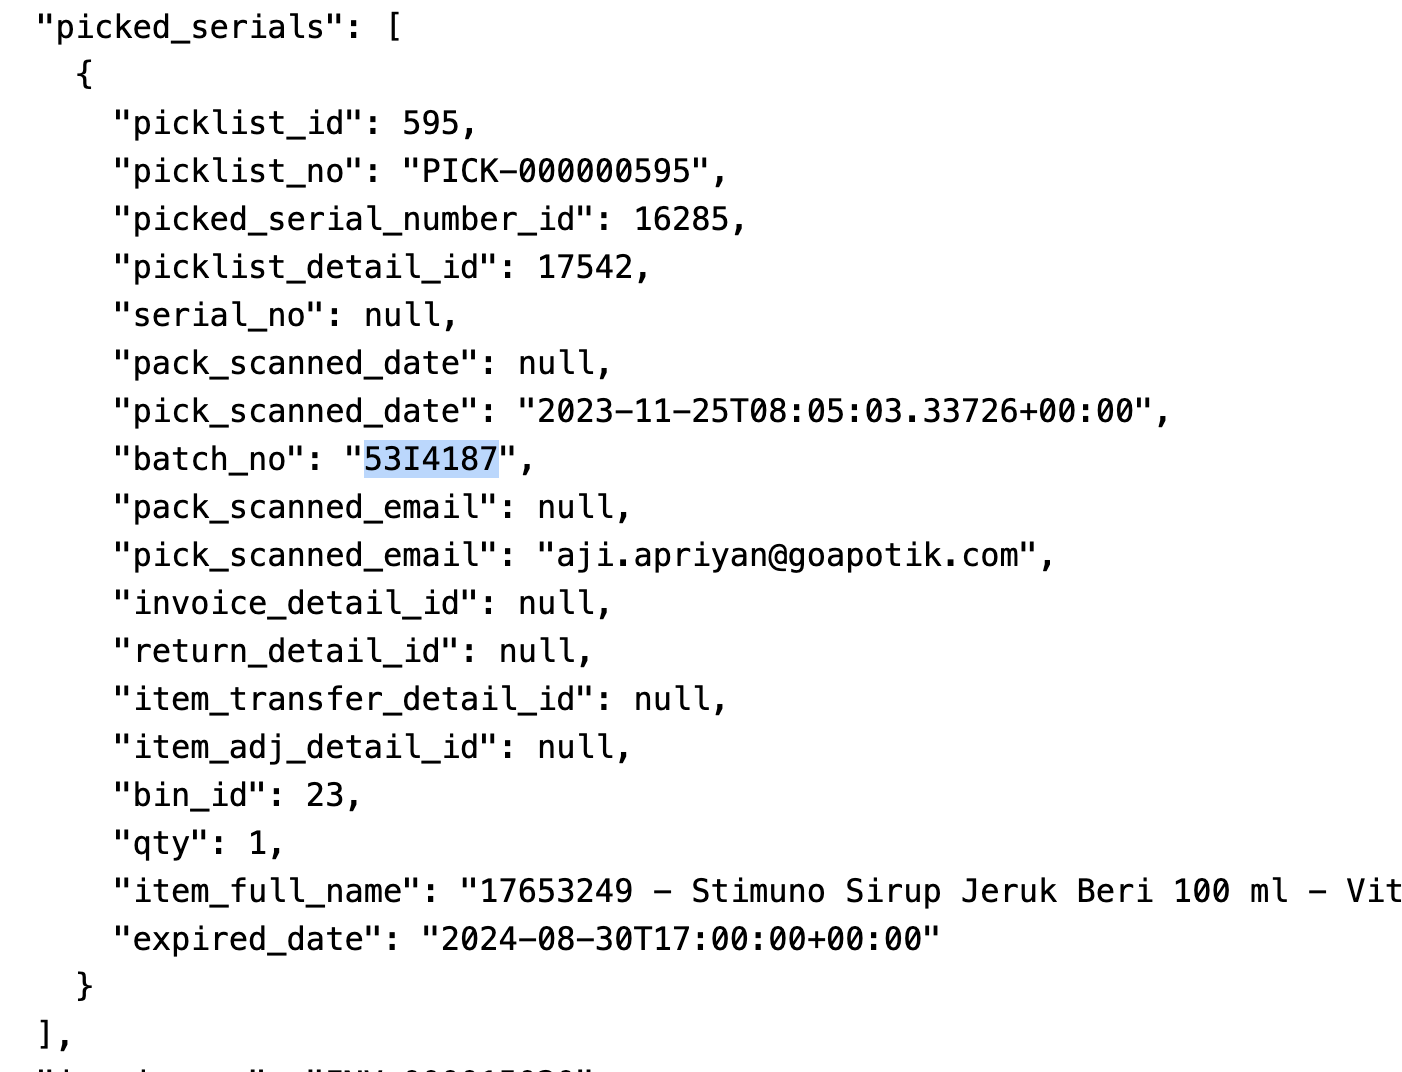 "picked_serials": [
{
"picklist_id": 595,
"picklist_no": "PICK-000000595",
"picked_serial_number_id": 16285,
"picklist_detail_id": 17542,
"serial_no": null,
"pack_scanned_date": null,
"pick_scanned_date": "2023-11-25T08:05:03.33726+00:00",
"batch_no": "53I4187",
"pack_scanned_email": null,
"pick_scanned_email": "aji.apriyan@goapotik.com",
"invoice_detail_id": null,
"return_detail_id": null,
"item_transfer_detail_id": null,
"item_adj_detail_id": null,
"bin_id": 23,
"qty": 1,
"item_full_name": "17653249 - Stimuno Sirup Jeruk Beri 100 ml - Vit
"expired_date": "2024-08-30T17:00:00+00:00"
}
],